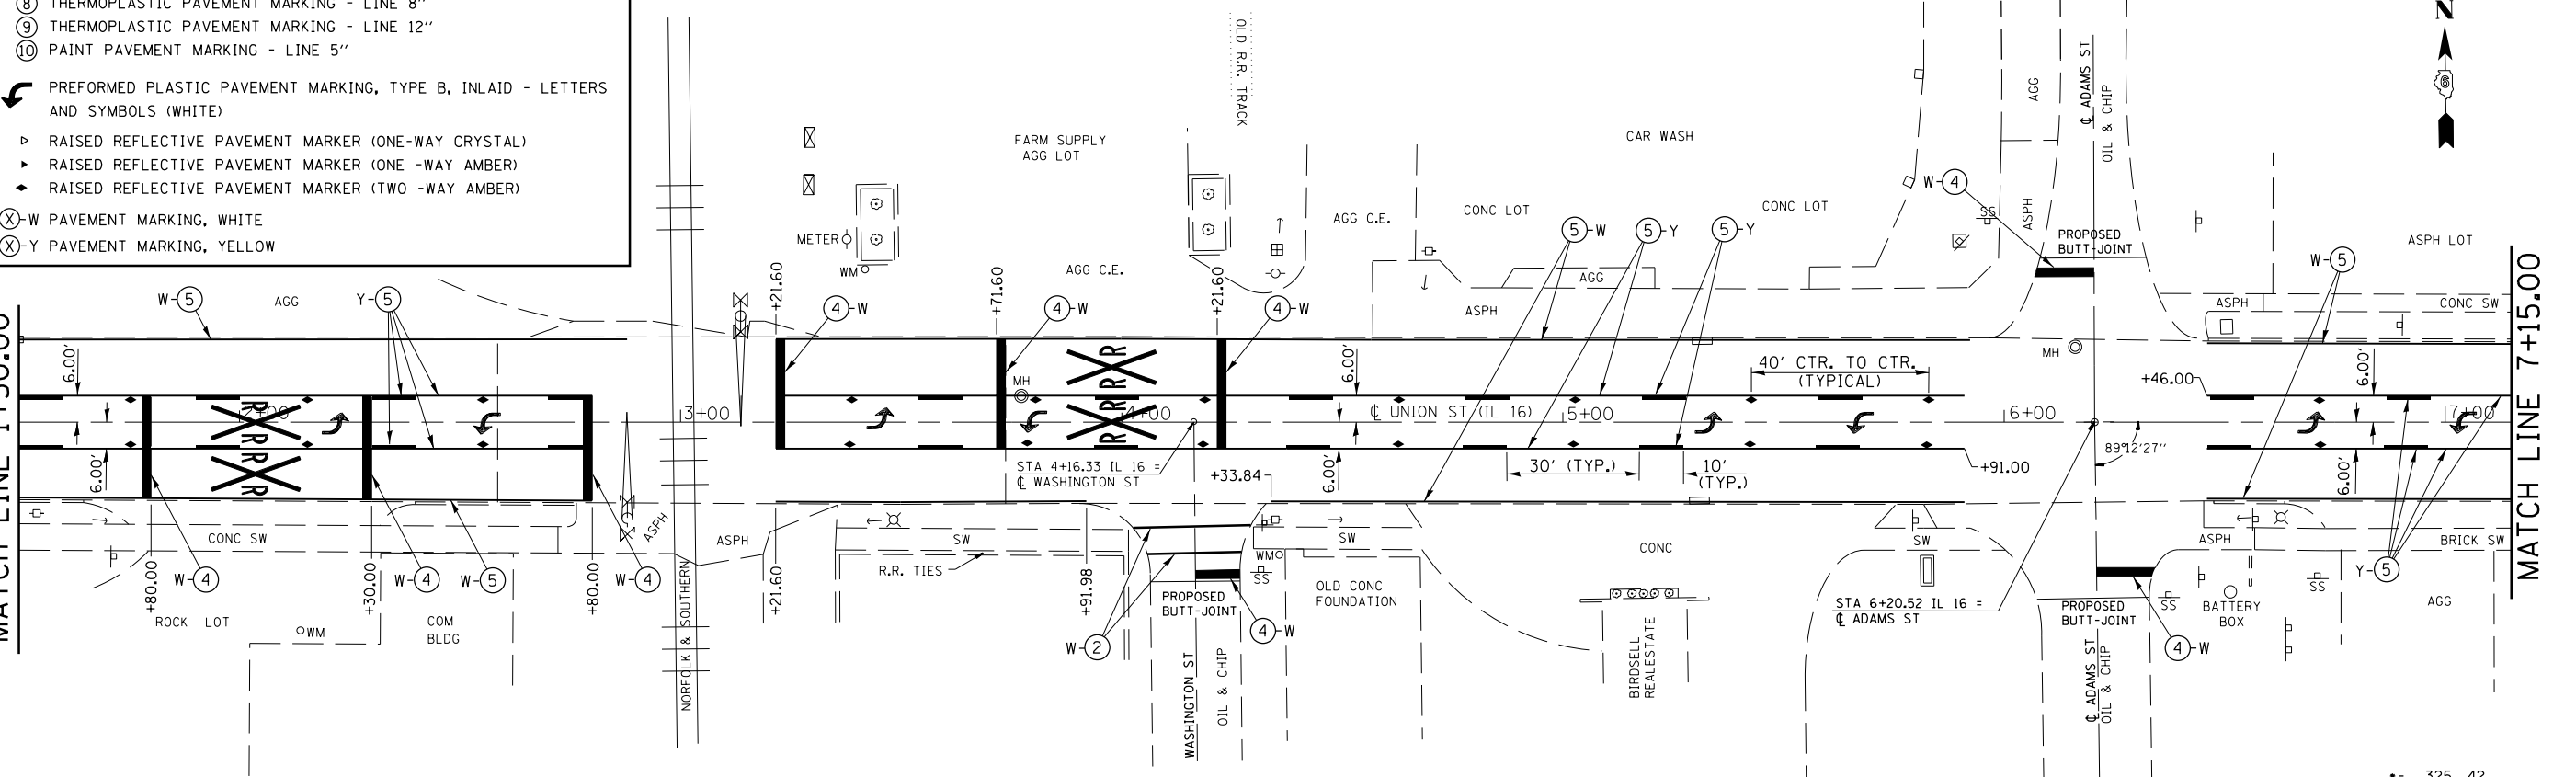 8 THERMOPLASTIC PAVEMENT MARKING - LINE 8"
9 THERMOPLASTIC PAVEMENT MARKING - LINE 12"
10 PAINT PAVEMENT MARKING - LINE 5"
PREFORMED PLASTIC PAVEMENT MARKING, TYPE B, INLAID - LETTERS
AND SYMBOLS (WHITE)
RAISED REFLECTIVE PAVEMENT MARKER (ONE-WAY CRYSTAL)
RAISED REFLECTIVE PAVEMENT MARKER (ONE -WAY AMBER)
RAISED REFLECTIVE PAVEMENT MARKER (TWO -WAY AMBER)
X-W PAVEMENT MARKING, WHITE
X-Y PAVEMENT MARKING, YELLOW
N
6
OLD R.R. TRACK
FARM SUPPLY
AGG LOT
CAR WASH
AGG
℄ ADAMS ST
OIL & CHIP
W-4
SS
ASPH
PROPOSED
BUTT-JOINT
CONC LOT
CONC LOT
AGG C.E.
METER
WM
AGG C.E.
5-W
5-Y
5-Y
ASPH LOT
W-5
AGG
ASPH
ASPH
CONC SW
W-5
AGG
Y-5
+21.60
4-W
+71.60
4-W
+21.60
4-W
MATCH LINE 7+15.00
6.00'
R R
R R
R R
R R
2+00
3+00
MH
4+00
6.00'
℄ UNION ST (IL 16)
5+00
40' CTR. TO CTR.
(TYPICAL)
MH
+46.00
6+00
6.00'
7+00
89°12'27"
6.00'
STA 4+16.33 IL 16 =
℄ WASHINGTON ST
+33.84
6.00'
30' (TYP.)
10'
(TYP.)
+91.00
6.00'
CONC SW
ASPH
ASPH
SW
R.R. TIES
SW
WM
SS
CONC
SW
ASPH
BRICK SW
+80.00
W-4
+30.00
W-4
W-5
+80.00
W-4
+21.60
+91.98
PROPOSED
BUTT-JOINT
OLD CONC
FOUNDATION
STA 6+20.52 IL 16 =
℄ ADAMS ST
PROPOSED
BUTT-JOINT
SS
BATTERY
BOX
SS
Y-5
AGG
ROCK LOT
WM
COM
BLDG
NORFOLK & SOUTHERN
W-2
4-W
WASHINGTON ST
OIL & CHIP
BIRDSELL
REALESTATE
4-W
℄ ADAMS ST
OIL & CHIP